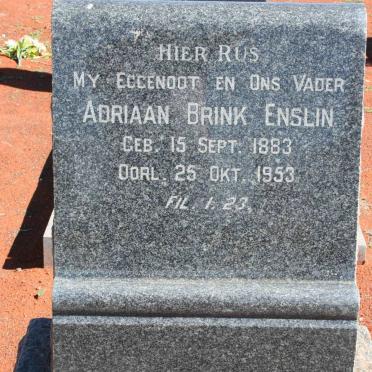 HIER RUS
MY EGGENOOT EN ONS VADER
ADRIAAN BRINK ENSLIN
GEB. 15 SEPT. 1883
OORL. 25 OKT. 1953
FIL. 1:23.